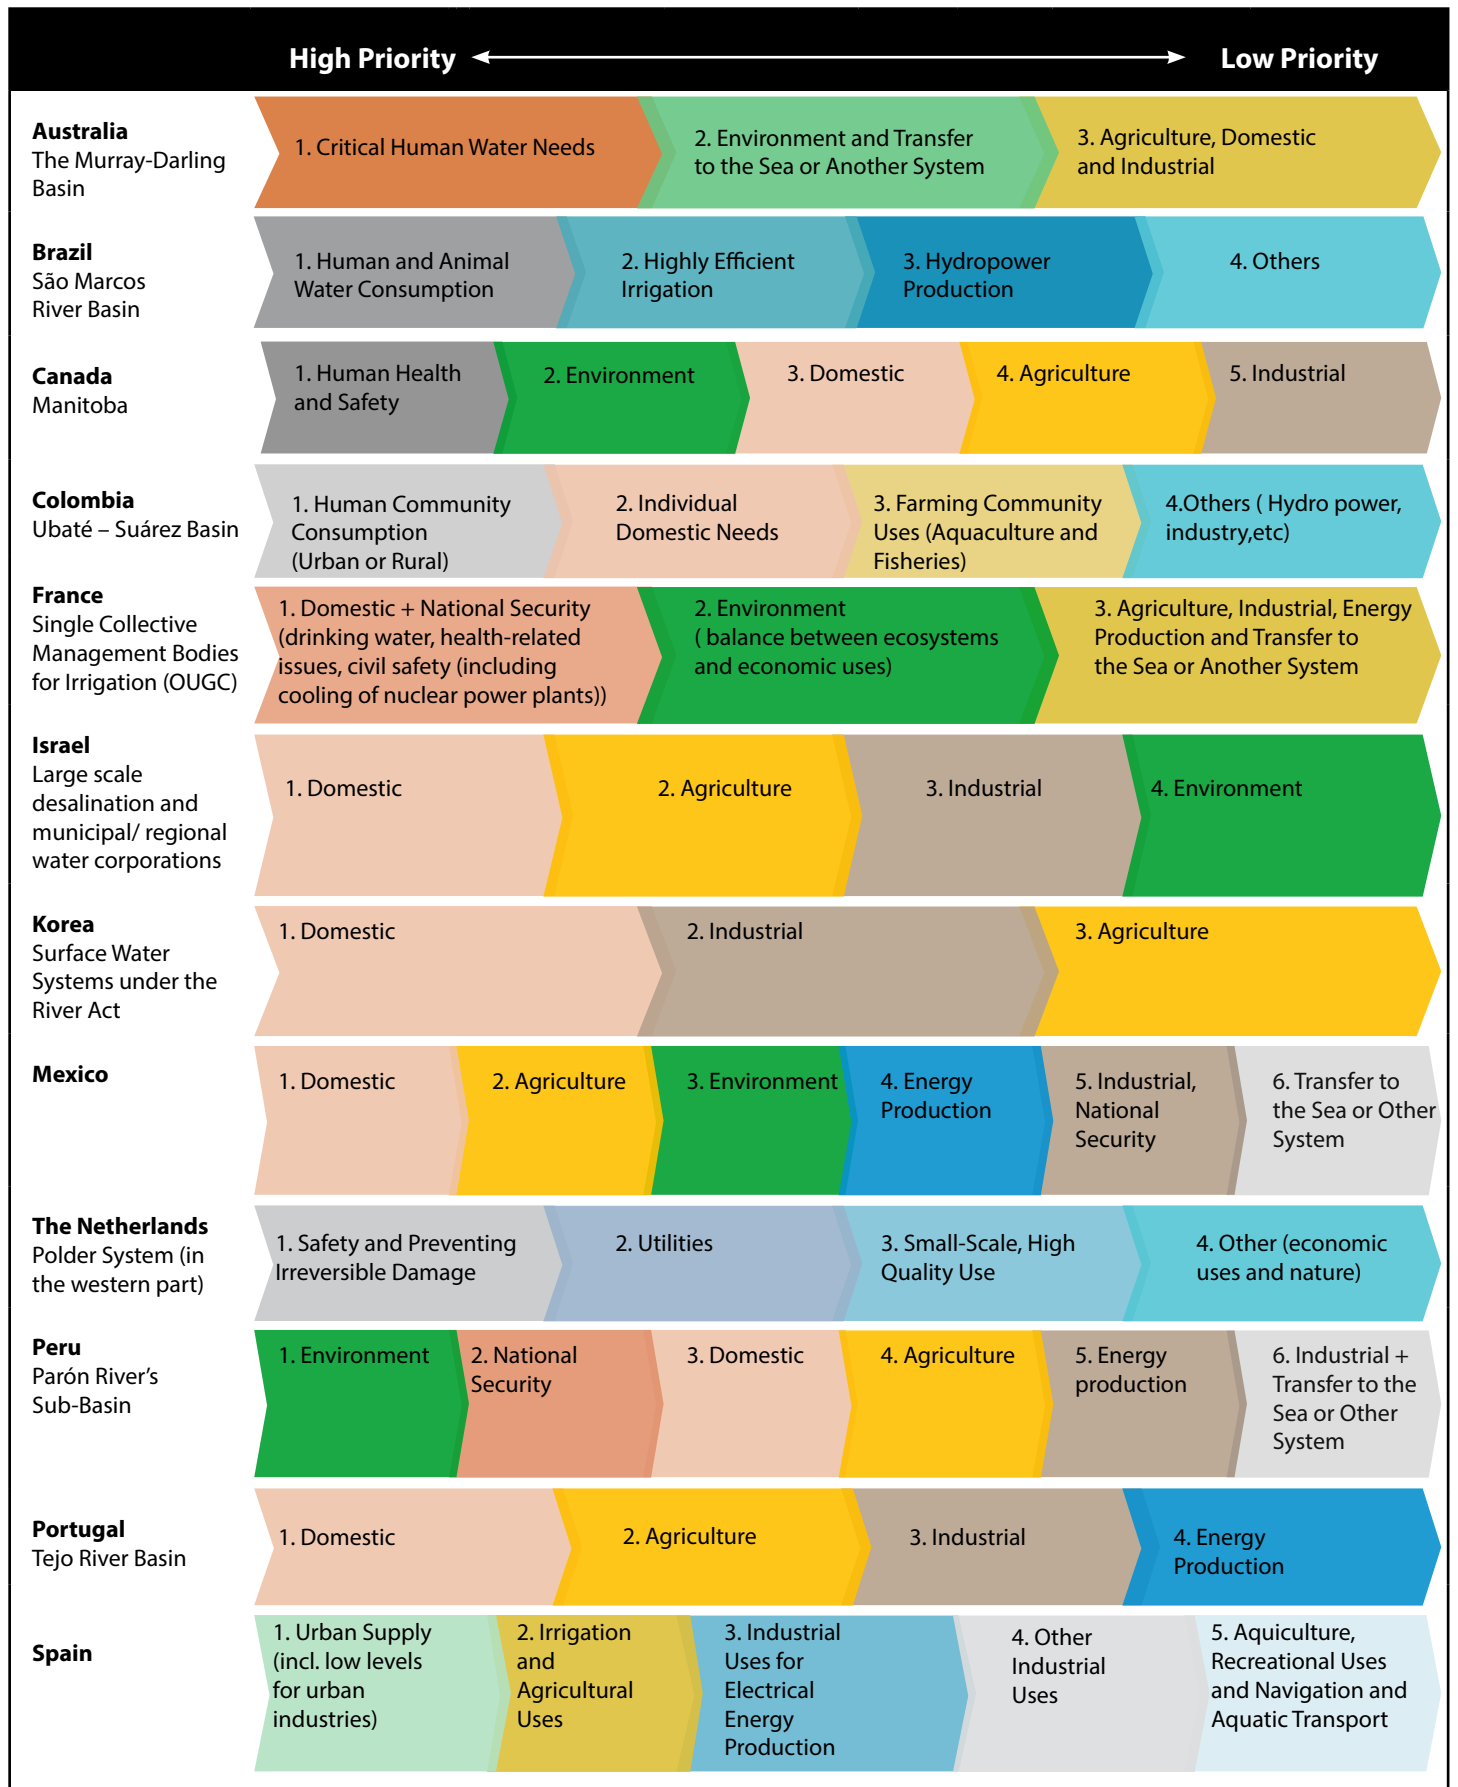 High Priority
Low Priority
Australia
The Murray-Darling
Basin
1. Critical Human Water Needs
2. Environment and Transfer
to the Sea or Another System
3. Agriculture, Domestic
and Industrial
Brazil
São Marcos
River Basin
1. Human and Animal
Water Consumption
2. Highly Efficient
Irrigation
3. Hydropower
Production
4. Others
Canada
Manitoba
1. Human Health
and Safety
2. Environment
3. Domestic
4. Agriculture
5. Industrial
Colombia
Ubaté – Suárez Basin
1. Human Community
Consumption
(Urban or Rural)
2. Individual
Domestic Needs
3. Farming Community
Uses (Aquaculture and
Fisheries)
4.Others ( Hydro power,
industry,etc)
France
Single Collective
Management Bodies
for Irrigation (OUGC)
1. Domestic + National Security
(drinking water, health-related
issues, civil safety (including
cooling of nuclear power plants))
2. Environment
( balance between ecosystems
and economic uses)
3. Agriculture, Industrial, Energy
Production and Transfer to
the Sea or Another System
Israel
Large scale
desalination and
municipal/ regional
water corporations
1. Domestic
2. Agriculture
3. Industrial
4. Environment
Korea
Surface Water
Systems under the
River Act
1. Domestic
2. Industrial
3. Agriculture
Mexico
1. Domestic
2. Agriculture
3. Environment
4. Energy
Production
5. Industrial,
National
Security
6. Transfer to
the Sea or Other
System
The Netherlands
Polder System (in
the western part)
1. Safety and Preventing
Irreversible Damage
2. Utilities
3. Small-Scale, High
Quality Use
4. Other (economic
uses and nature)
Peru
Parón River's
Sub-Basin
1. Environment
2. National
Security
3. Domestic
4. Agriculture
5. Energy
production
6. Industrial +
Transfer to the
Sea or Other
System
Portugal
Tejo River Basin
1. Domestic
2. Agriculture
3. Industrial
4. Energy
Production
Spain
1. Urban Supply
(incl. low levels
for urban
industries)
2. Irrigation
and
Agricultural
Uses
3. Industrial
Uses for
Electrical
Energy
Production
4. Other
Industrial
Uses
5. Aquiculture,
Recreational Uses
and Navigation and
Aquatic Transport